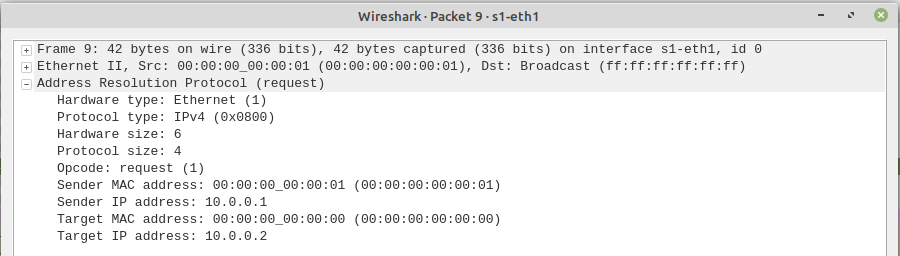 Wireshark · Packet 9 · s1-eth1
Frame 9: 42 bytes on wire (336 bits), 42 bytes captured (336 bits) on interface s1-eth1, id 0
Ethernet II, Src: 00:00:00_00:00:01 (00:00:00:00:00:01), Dst: Broadcast (ff:ff:ff:ff:ff:ff)
Address Resolution Protocol (request)
Hardware type: Ethernet (1)
Protocol type: IPv4 (0x0800)
Hardware size: 6
Protocol size: 4
Opcode: request (1)
Sender MAC address: 00:00:00_00:00:01 (00:00:00:00:00:01)
Sender IP address: 10.0.0.1
Target MAC address: 00:00:00_00:00:00 (00:00:00:00:00:00)
Target IP address: 10.0.0.2